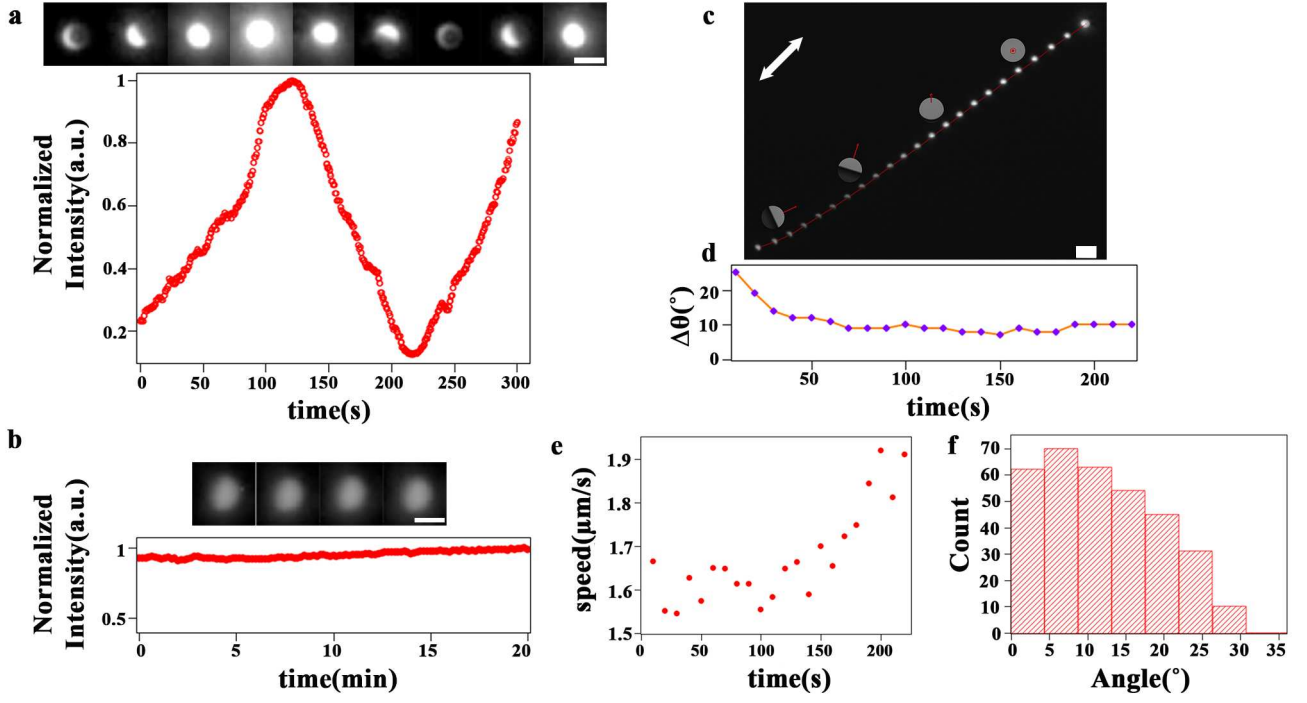 a
Normalized
Intensity(a.u.)
1
0.8
0.6
0.4
0.2
0
50
100
150
200
250
300
time(s)
b
Normalized
Intensity(a.u.)
1
0.5
0
5
10
15
20
time(min)
c
d
Δθ(°)
20
10
0
50
100
150
200
time(s)
e
speed(μm/s)
1.9
1.8
1.7
1.6
1.5
0
50
100
150
200
time(s)
f
Count
70
60
50
40
30
20
10
0
0
5
10
15
20
25
30
35
Angle(°)